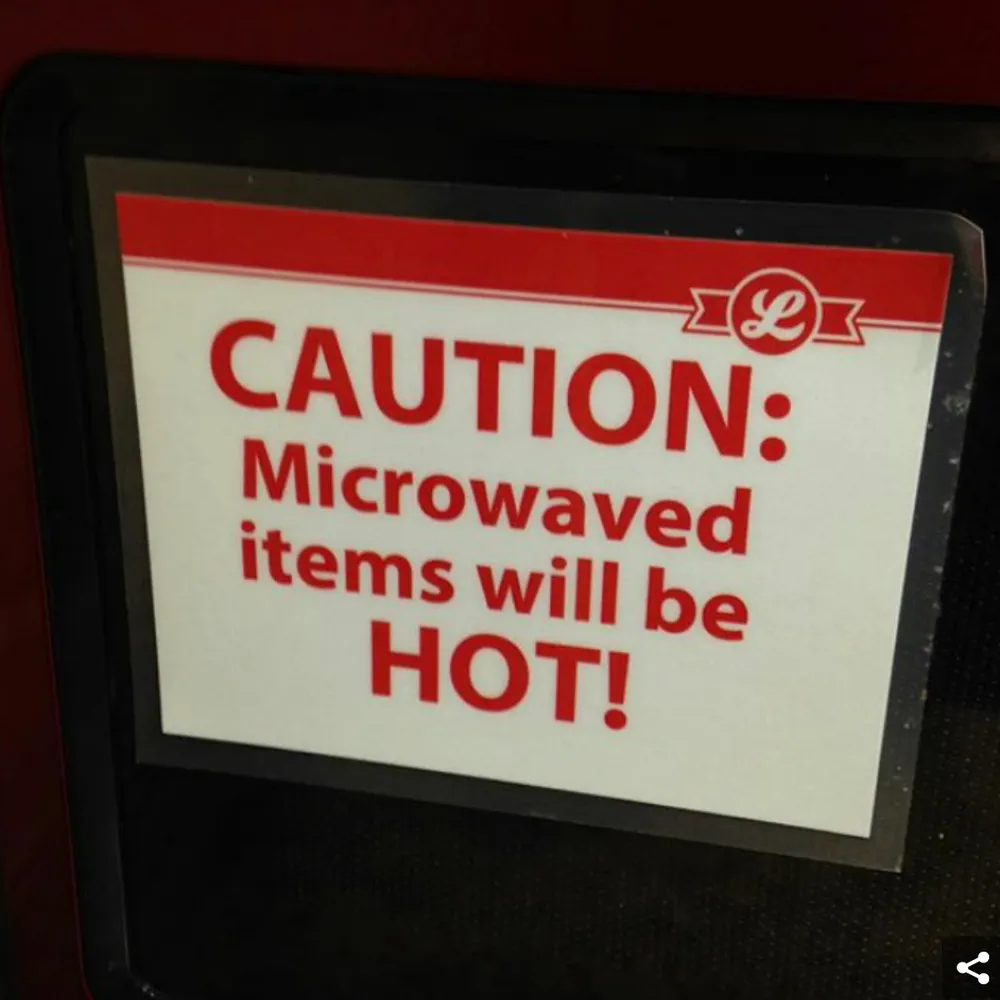 L
CAUTION:
Microwaved
items will be
HOT!